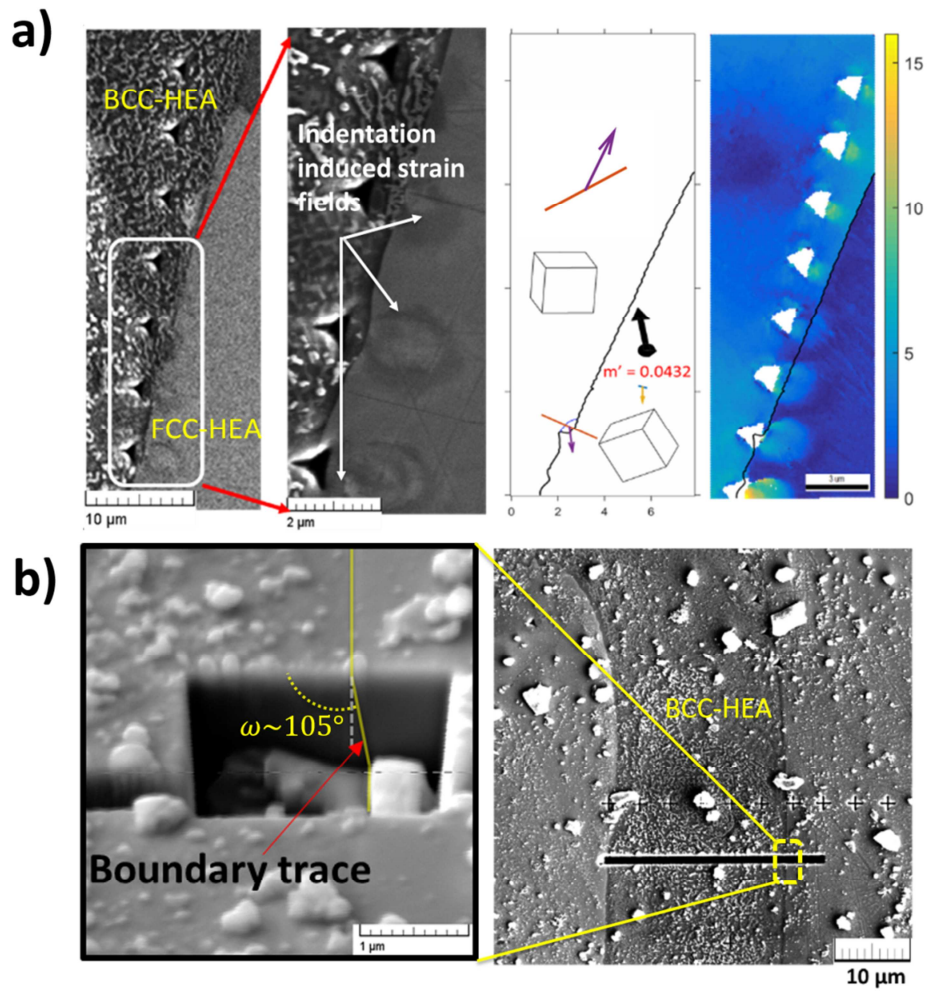 a)
BCC-HEA
FCC-HEA
10 µm
Indentation
induced strain
fields
2 µm
m′ = 0.0432
0
2
4
6
15
10
5
0
3 um
b)
ω~105°
Boundary trace
1 µm
BCC-HEA
10 µm